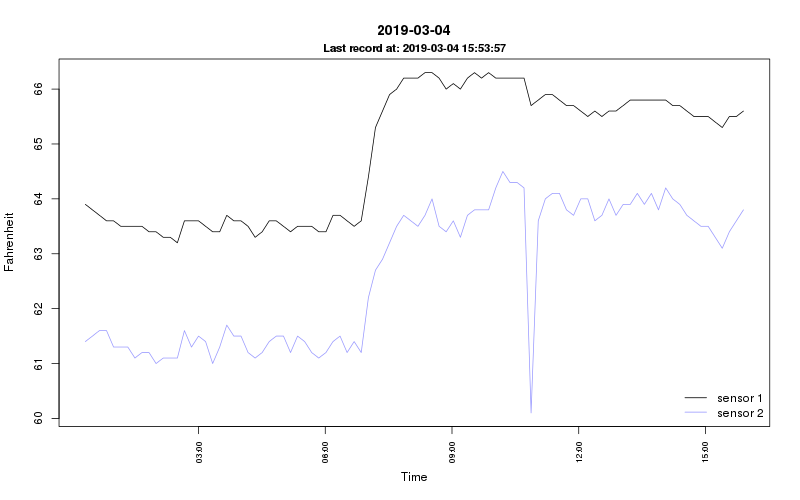 2019-03-04
Last record at: 2019-03-04 15:53:57
Fahrenheit
66
65
64
63
62
61
60
03:00
06:00
09:00
12:00
15:00
Time
sensor 1
sensor 2